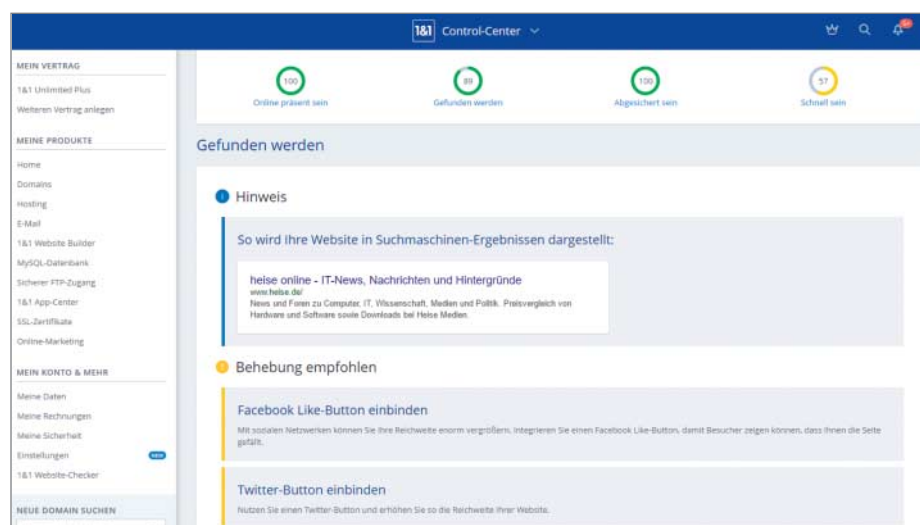 1&1 Control-Center
MEIN VERTRAG
1&1 Unlimited Plus
Weiteren Vertrag anlegen
MEINE PRODUKTE
Home
Domains
Hosting
E-Mail
1&1 Website Builder
MySQL-Datenbank
Sicherer FTP-Zugang
1&1 App-Center
SSL-Zertifikate
Online-Marketing
MEIN KONTO & MEHR
Meine Daten
Meine Rechnungen
Meine Sicherheit
Einstellungen NEW
1&1 Website-Checker
NEUE DOMAIN SUCHEN
100 89 100 57
Online präsent sein Gefunden werden Abgesichert sein Schnell sein
Gefunden werden
Hinweis
So wird Ihre Website in Suchmaschinen-Ergebnissen dargestellt:
heise online - IT-News, Nachrichten und Hintergründe
www.heise.de/
News und Foren zu Computer, IT, Wissenschaft, Medien und Politik. Preisvergleich von
Hardware und Software sowie Downloads bei Heise Medien.
Behebung empfohlen
Facebook Like-Button einbinden
Mit sozialen Netzwerken können Sie Ihre Reichweite enorm vergrößern. Integrieren Sie einen Facebook Like-Button, damit Besucher zeigen können, dass Ihnen die Seite
gefällt.
Twitter-Button einbinden
Nutzen Sie einen Twitter-Button und erhöhen Sie so die Reichweite Ihrer Website.